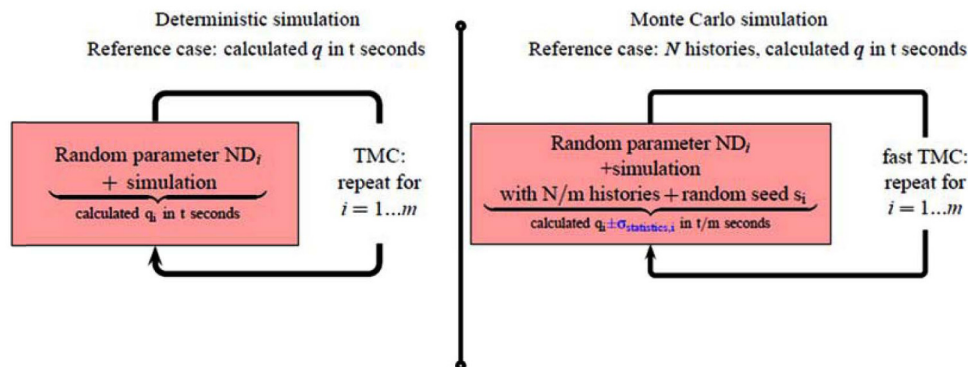 Deterministic simulation
Reference case: calculated q in t seconds
Random parameter NDᵢ
+ simulation
calculated qᵢ in t seconds
TMC:
repeat for
i = 1...m
Monte Carlo simulation
Reference case: N histories, calculated q in t seconds
Random parameter NDᵢ
+simulation
with N/m histories + random seed sᵢ
calculated qᵢ±σstatistics,i in t/m seconds
fast TMC:
repeat for
i = 1...m